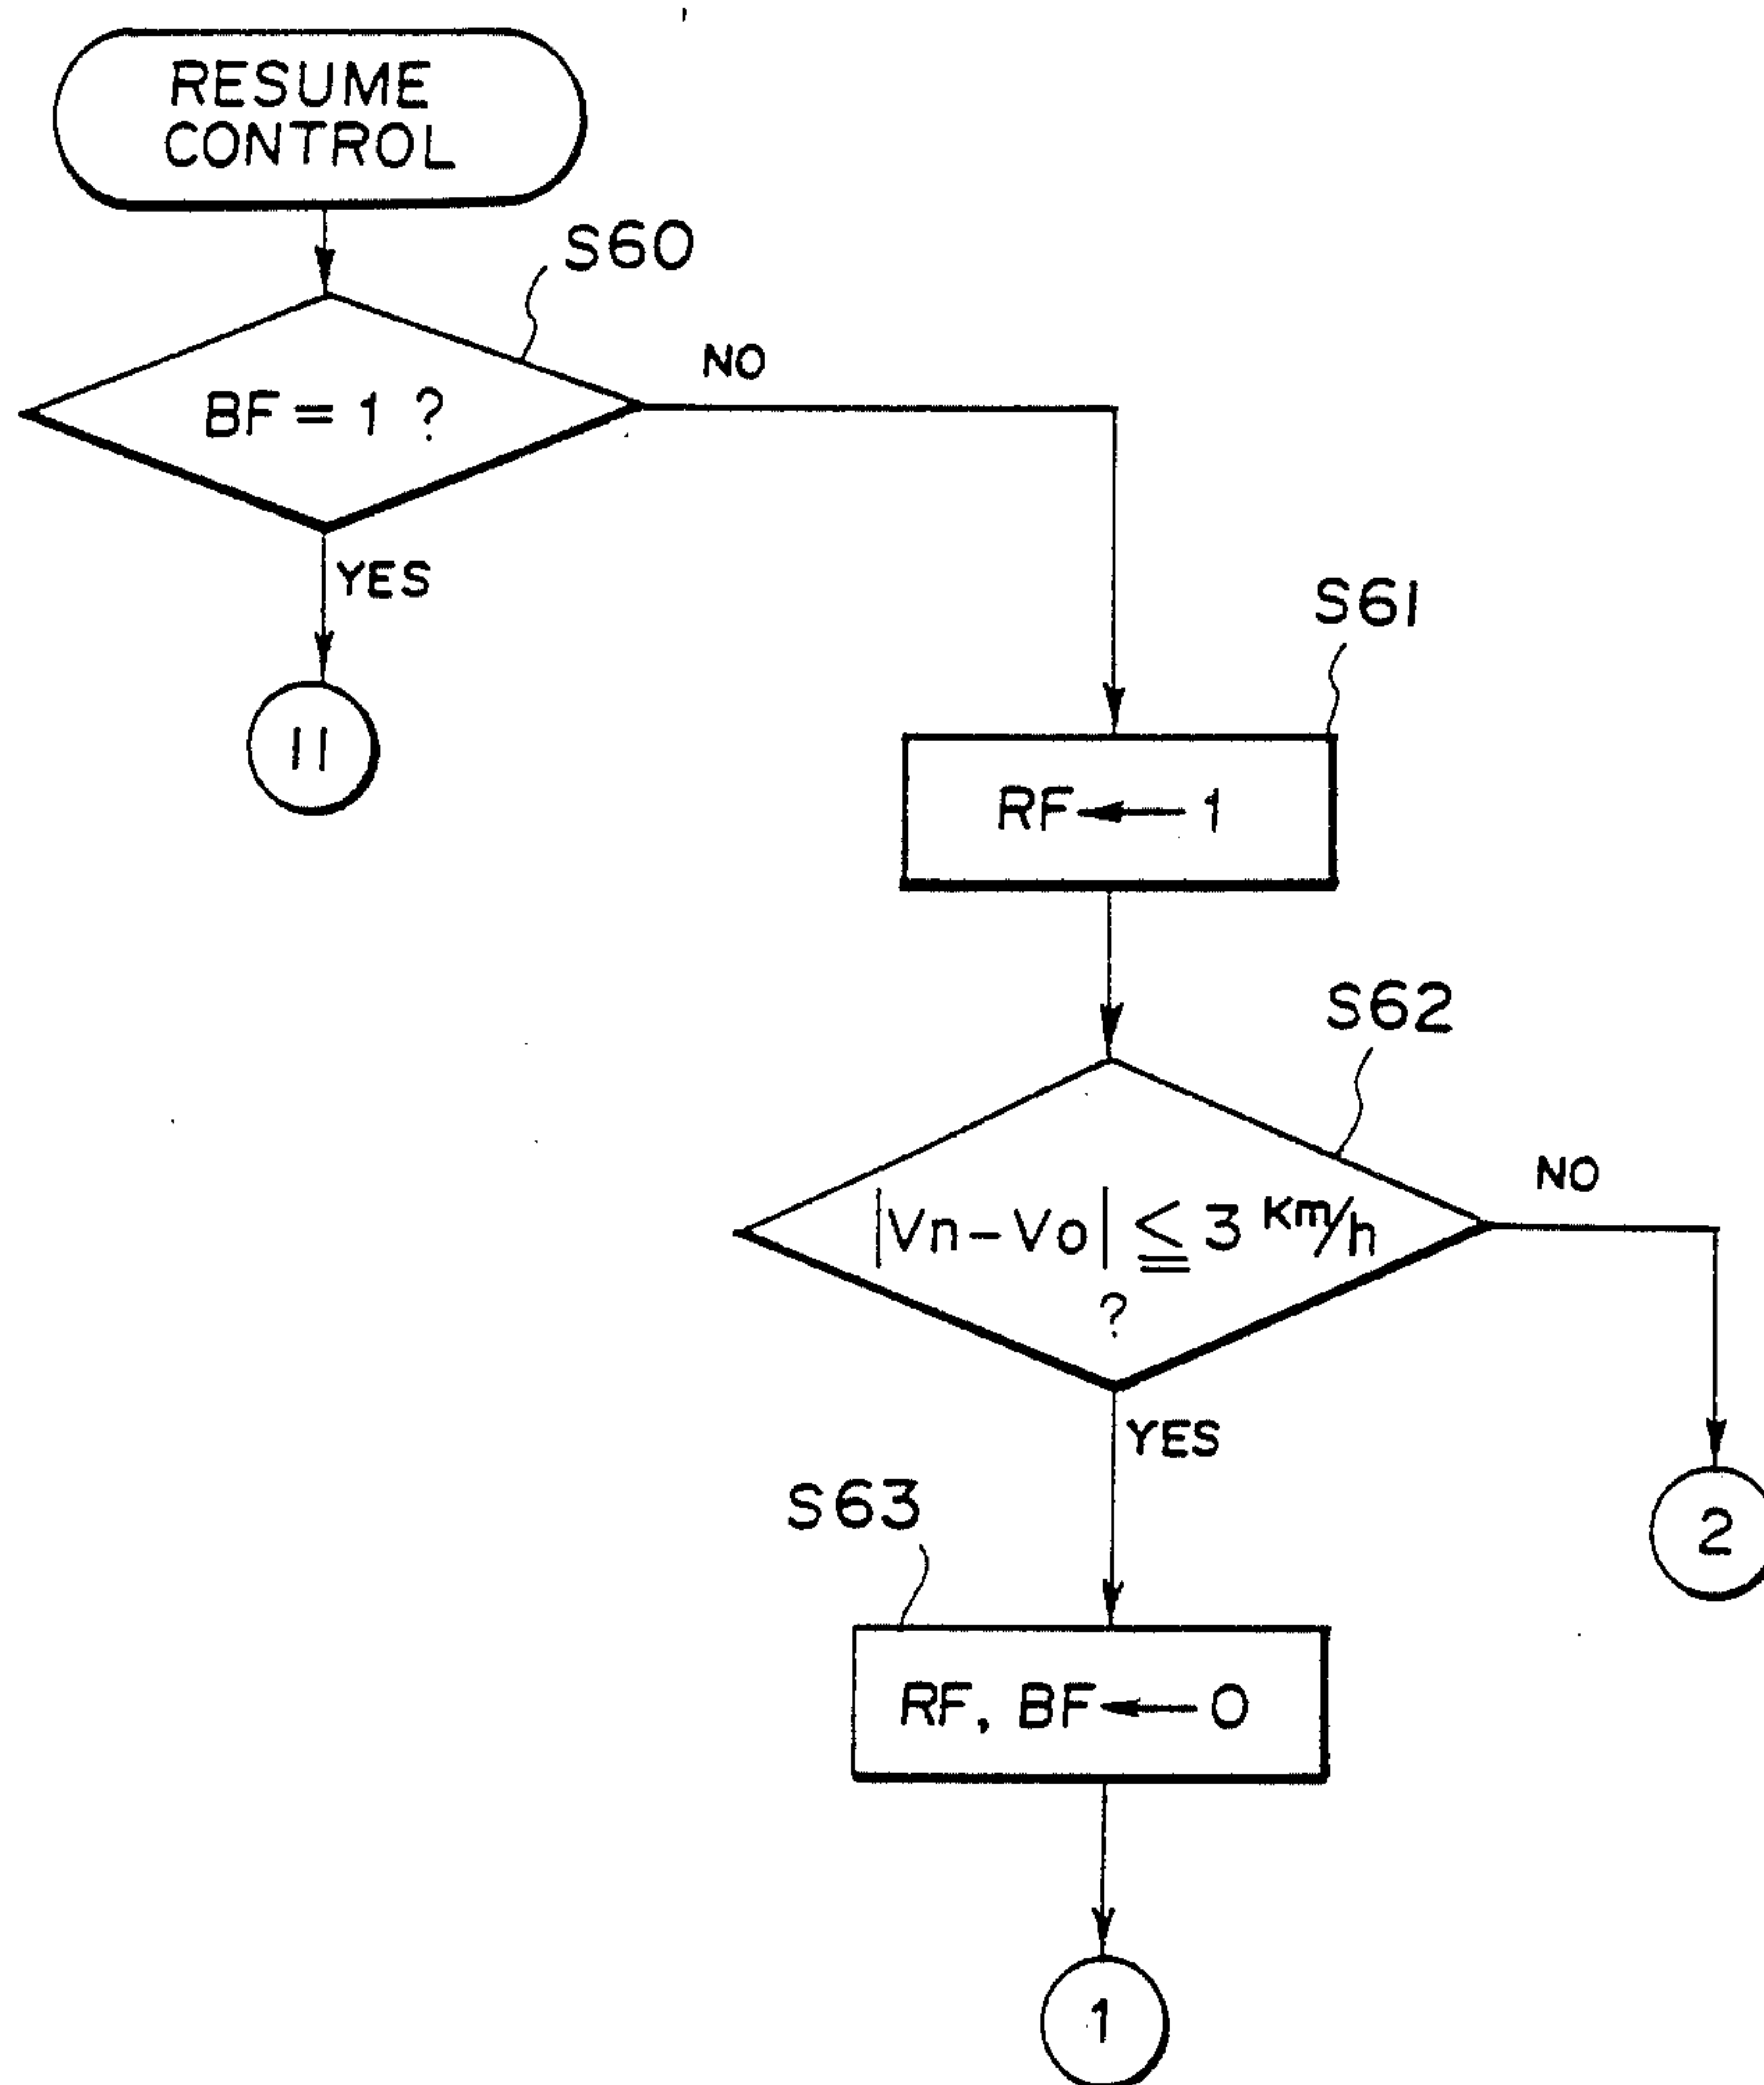 RESUME
CONTROL
S60
BF = 1 ?
NO
YES
11
S61
RF ← 1
S62
|Vn - Vo| ≦ 3 Km/h
?
NO
YES
2
S63
RF, BF ← 0
1